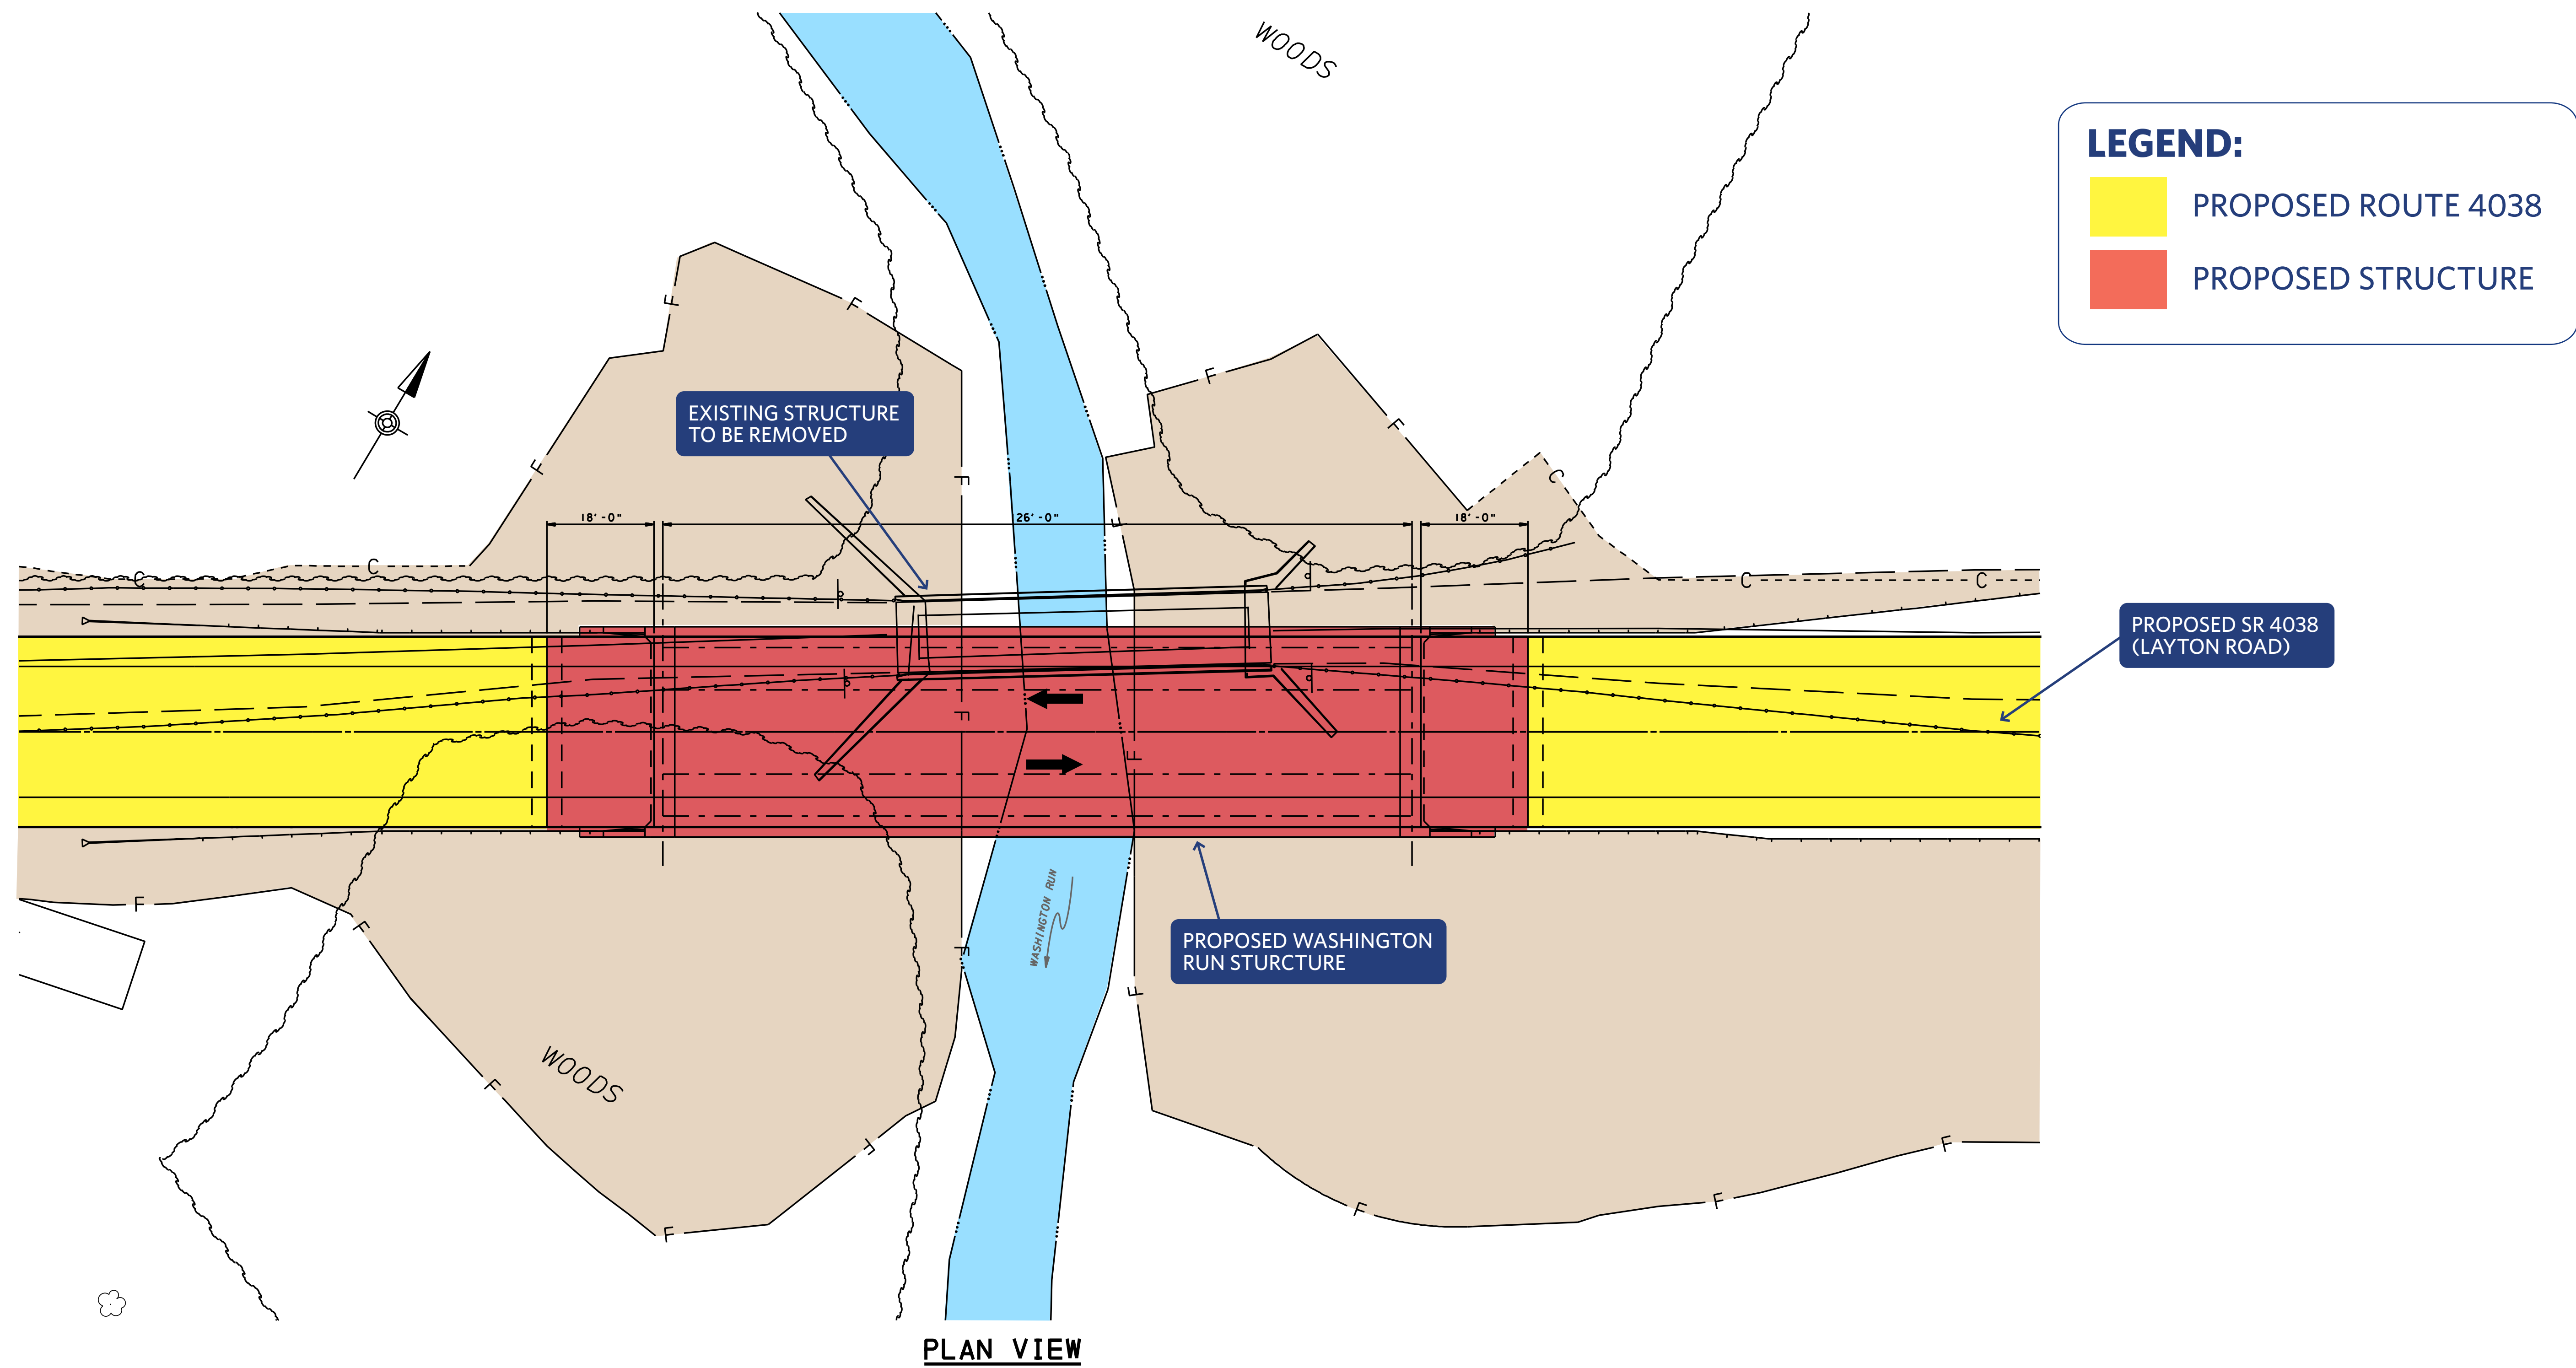 WOODS
LEGEND:
PROPOSED ROUTE 4038
PROPOSED STRUCTURE
F
F
F
F
EXISTING STRUCTURE
TO BE REMOVED
F
F
C
F
18'-0"
26'-0"
18'-0"
F
C
C
C
C
PROPOSED SR 4038
(LAYTON ROAD)
F
F
WASHINGTON RUN
F
F
F
PROPOSED WASHINGTON
RUN STURCTURE
F
WOODS
F
F
F
F
F
F
PLAN VIEW